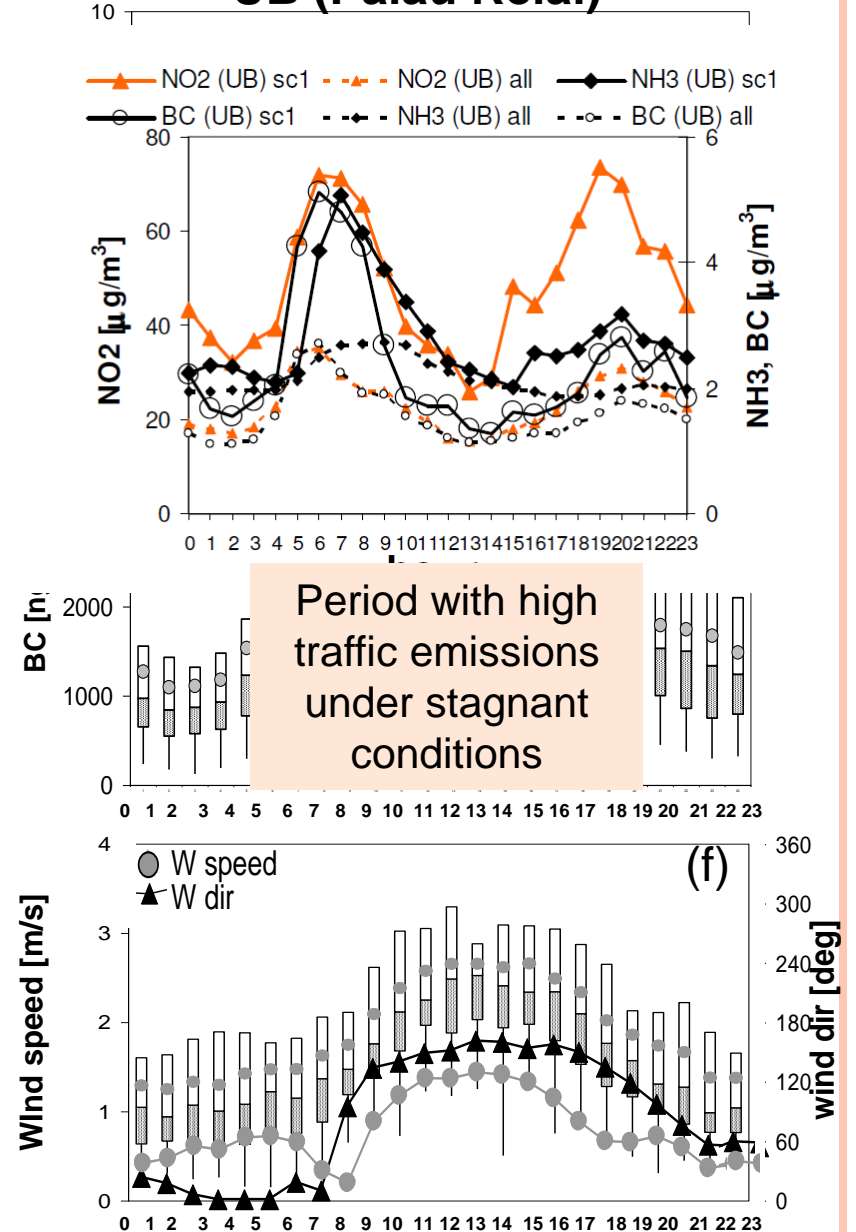 UB (Palau Reial)
10
NO2 (UB) sc1 NO2 (UB) all NH3 (UB) sc1
BC (UB) sc1 NH3 (UB) all BC (UB) all
80 6
60
4
40
2
20
0 0
NO2 [µg/m³]
NH3, BC [µg/m³]
0 1 2 3 4 5 6 7 8 9 10 11 12 13 14 15 16 17 18 19 20 21 22 23
Period with high
traffic emissions
under stagnant
conditions
2000
1000
0
0 1 2 3 4 5 6 7 8 9 10 11 12 13 14 15 16 17 18 19 20 21 22 23
4 360
W speed (f)
W dir
300
3
240
2 180
120
1 60
0 0
WInd speed [m/s]
wind dir [deg]
0 1 2 3 4 5 6 7 8 9 10 11 12 13 14 15 16 17 18 19 20 21 22 23